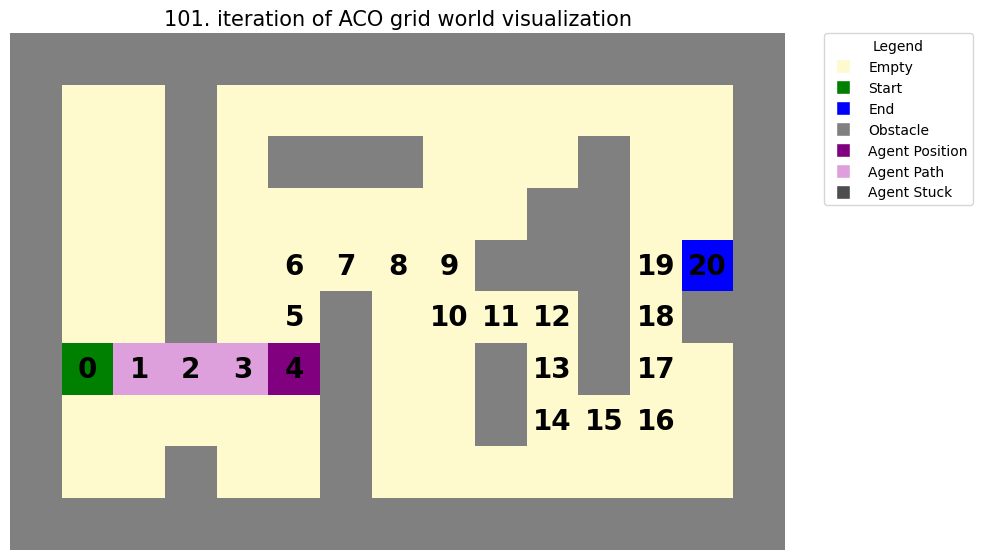 101. iteration of ACO grid world visualization
Legend
Empty
Start
End
Obstacle
Agent Position
Agent Path
Agent Stuck
6 7 8 9 19 20
5 10 11 12 18
0 1 2 3 4 13 17
14 15 16